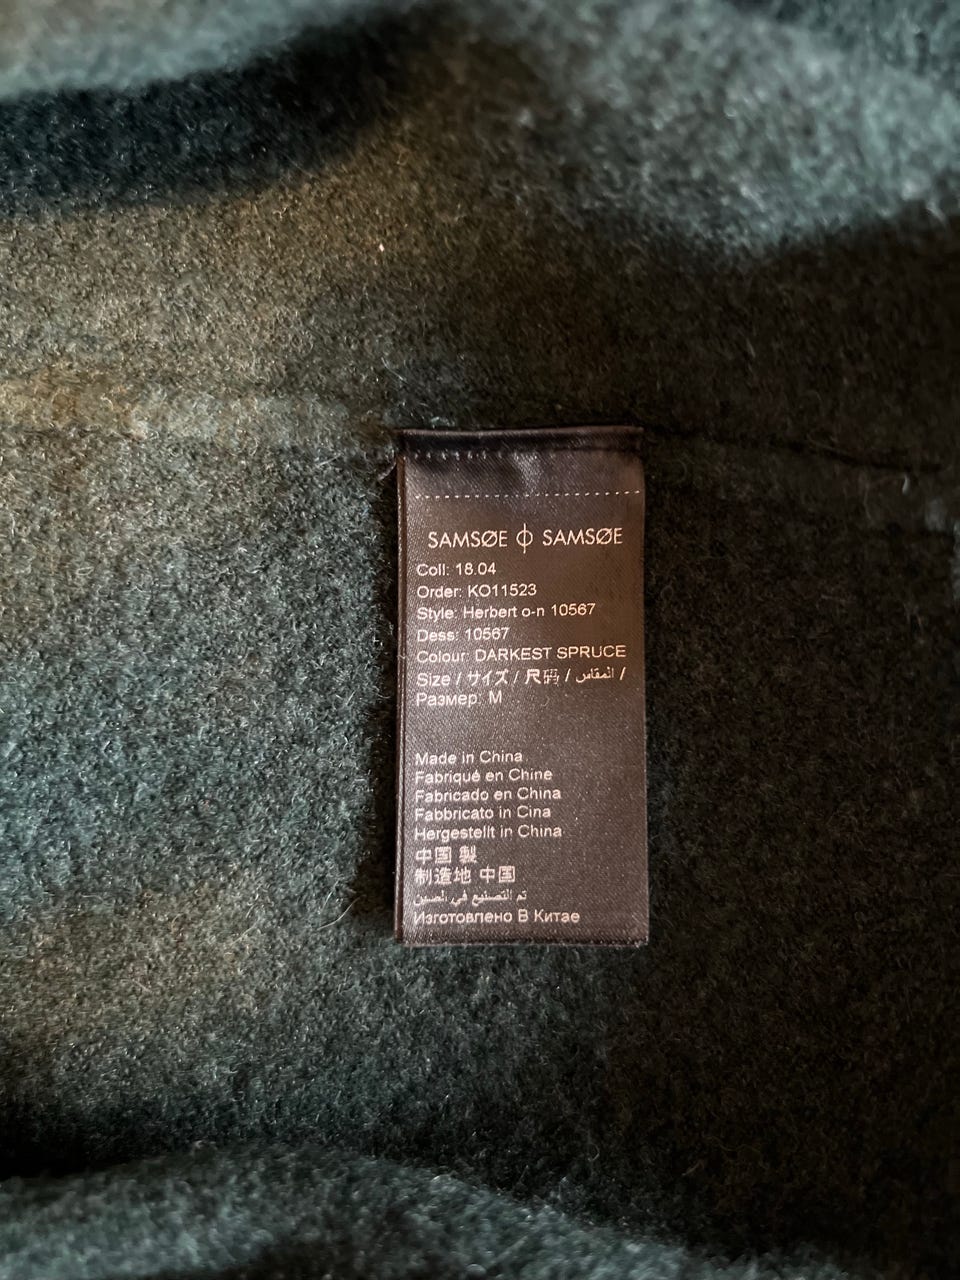 SAMSØE ϕ SAMSØE
Coll: 18.04
Order: KO11523
Style: Herbert o-n 10567
Dess: 10567
Colour: DARKEST SPRUCE
Size / サイズ / 尺码 / المقاس /
Размер: M
Made in China
Fabriqué en Chine
Fabricado en China
Fabbricato in Cina
Hergestellt in China
中国 製
制造地 中国
تم التصنيع في الصين
Изготовлено В Китае